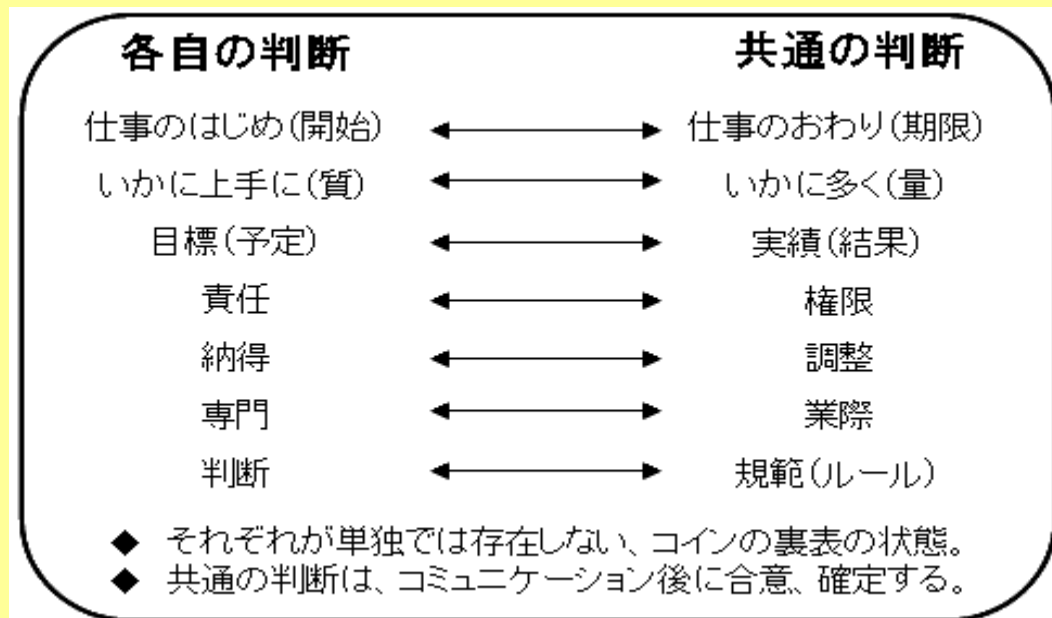 各自の判断 共通の判断
仕事のはじめ(開始) 仕事のおわり(期限)
いかに上手に(質) いかに多く(量)
目標(予定) 実績(結果)
責任 権限
納得 調整
専門 業際
判断 規範(ルール)
◆ それぞれが単独では存在しない、コインの裏表の状態。
◆ 共通の判断は、コミュニケーション後に合意、確定する。